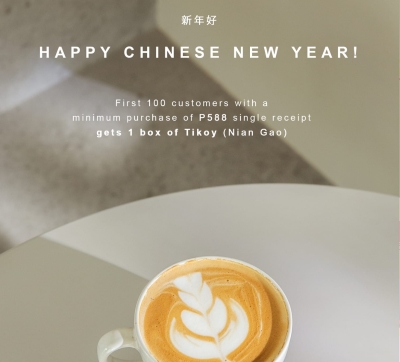 新年好
HAPPY CHINESE NEW YEAR!
First 100 customers with a
minimum purchase of P588 single receipt
gets 1 box of Tikoy (Nian Gao)